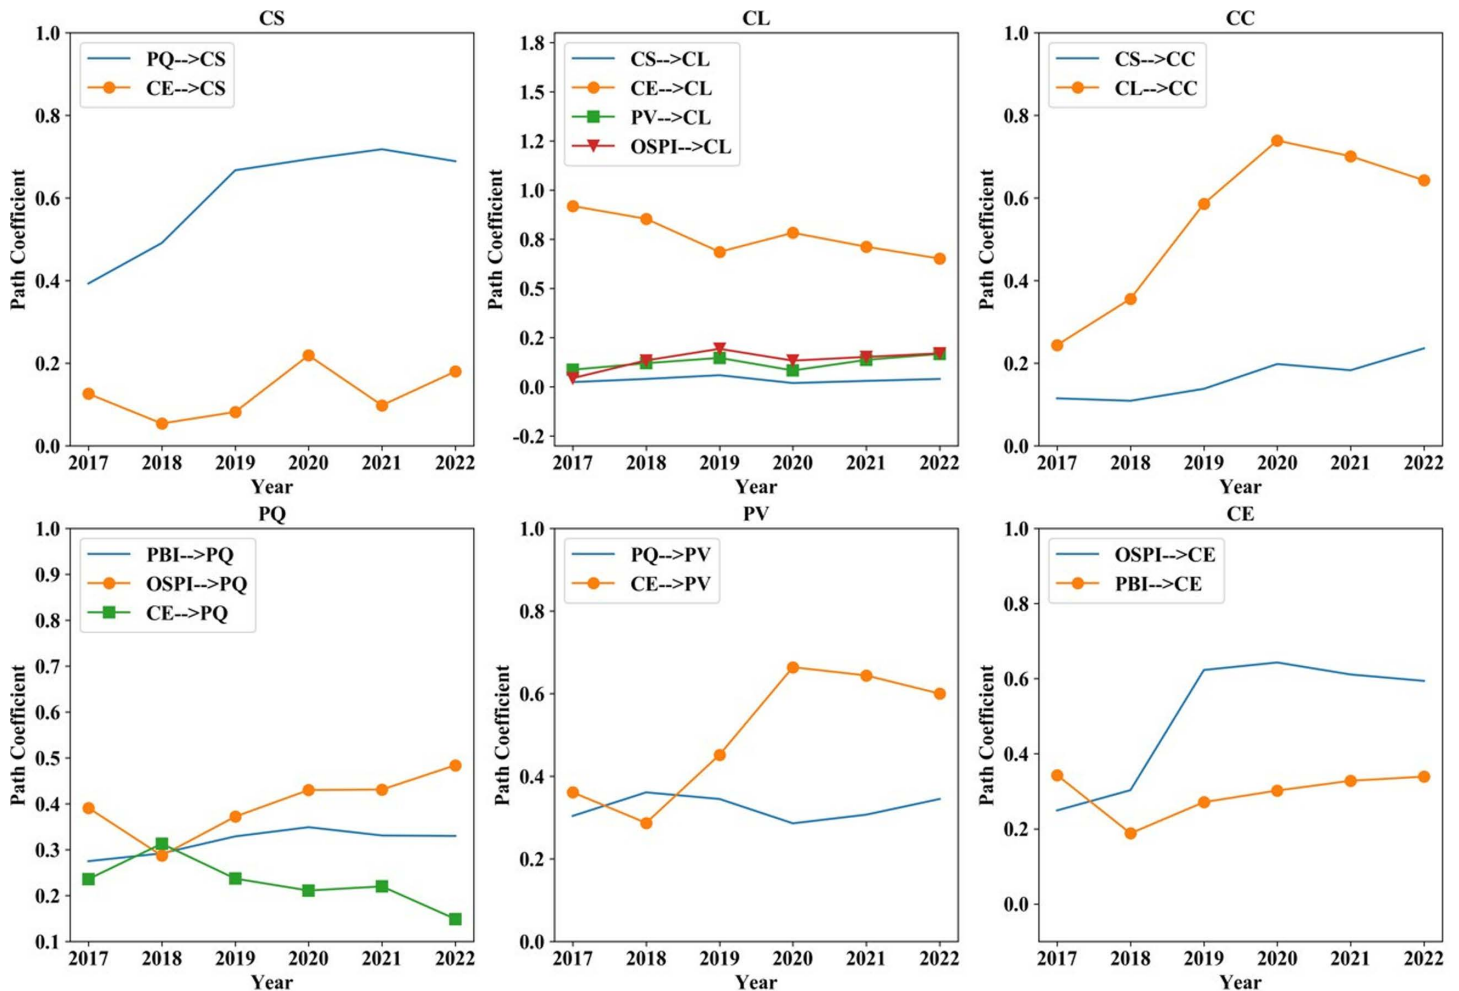 CS
1.0
0.8
0.6
0.4
0.2
0.0
Path Coefficient
PQ-->CS
CE-->CS
2017 2018 2019 2020 2021 2022
Year
CL
1.8
1.5
1.2
1.0
0.8
0.5
0.2
0.0
-0.2
Path Coefficient
CS-->CL
CE-->CL
PV-->CL
OSPI-->CL
2017 2018 2019 2020 2021 2022
Year
CC
1.0
0.8
0.6
0.4
0.2
0.0
Path Coefficient
CS-->CC
CL-->CC
2017 2018 2019 2020 2021 2022
Year
PQ
1.0
0.9
0.8
0.7
0.6
0.5
0.4
0.3
0.2
0.1
Path Coefficient
PBI-->PQ
OSPI-->PQ
CE-->PQ
2017 2018 2019 2020 2021 2022
Year
PV
1.0
0.8
0.6
0.4
0.2
0.0
Path Coefficient
PQ-->PV
CE-->PV
2017 2018 2019 2020 2021 2022
Year
CE
1.0
0.8
0.6
0.4
0.2
0.0
Path Coefficient
OSPI-->CE
PBI-->CE
2017 2018 2019 2020 2021 2022
Year